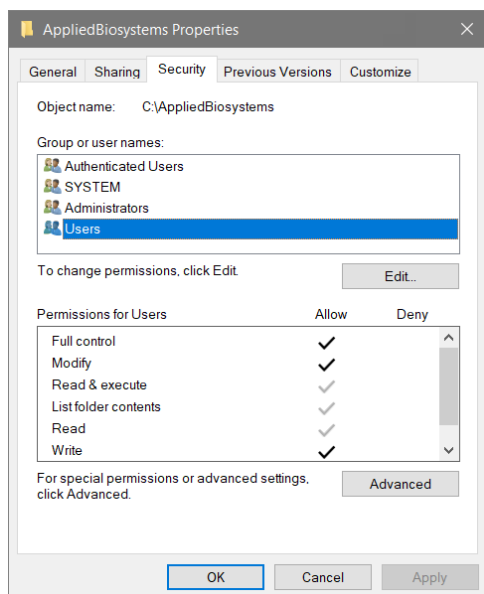 AppliedBiosystems Properties
General Sharing Security Previous Versions Customize
Object name: C:\AppliedBiosystems
Group or user names:
Authenticated Users
SYSTEM
Administrators
Users
To change permissions, click Edit.
Edit...
Permissions for Users Allow Deny
Full control
Modify
Read & execute
List folder contents
Read
Write
For special permissions or advanced settings,
click Advanced.
Advanced
OK Cancel Apply